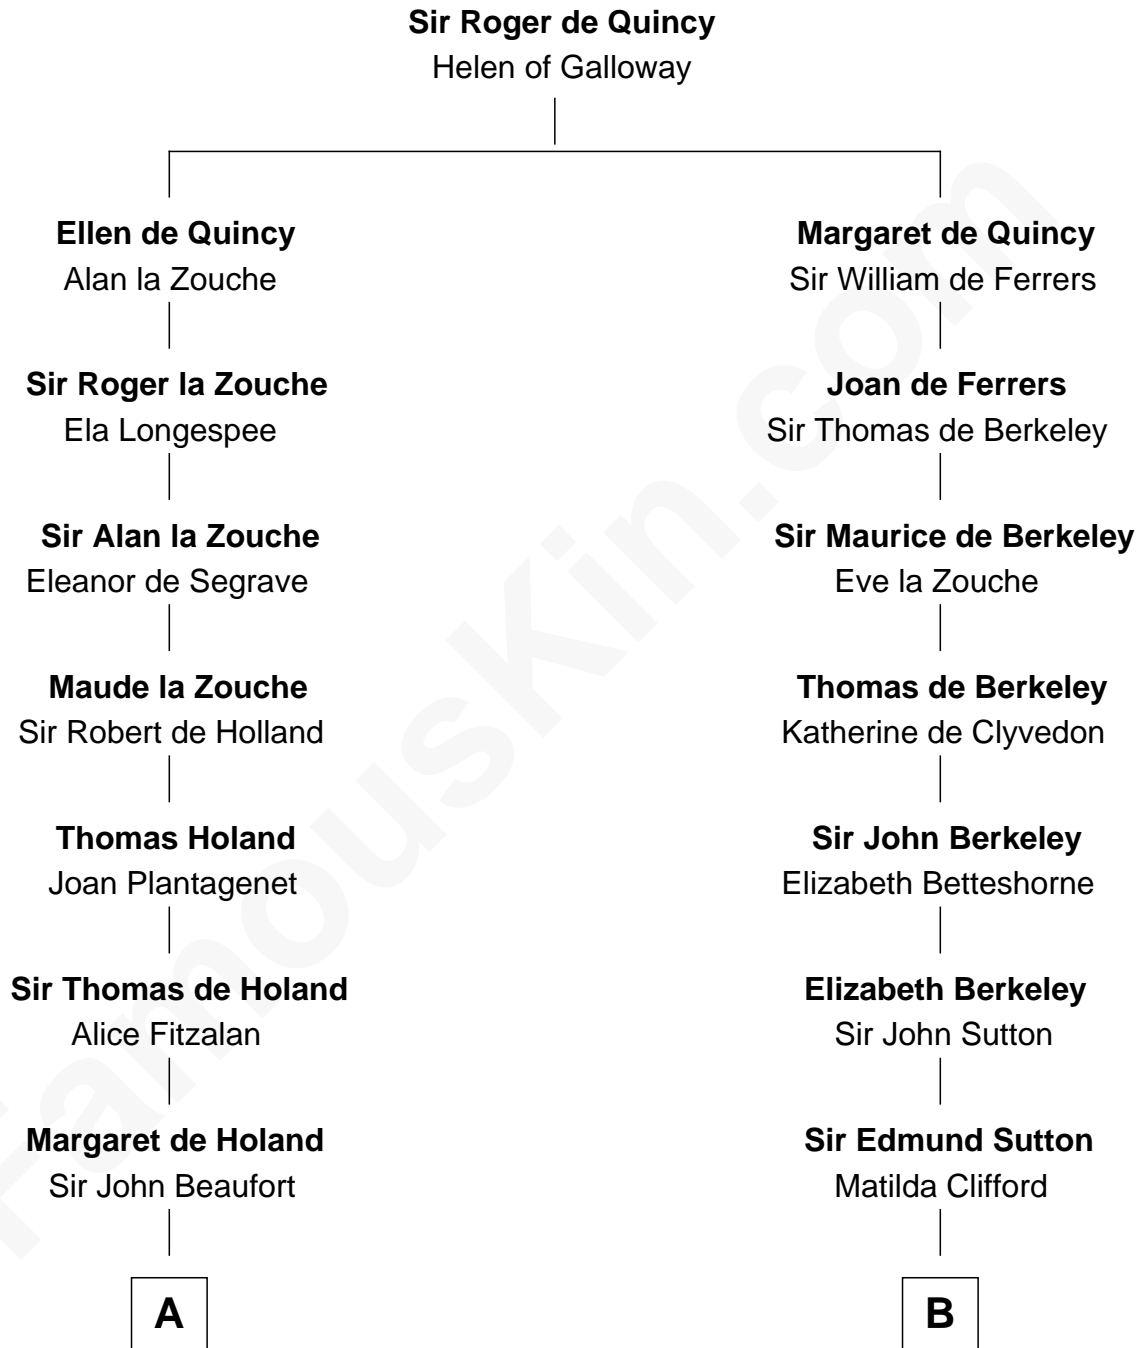 Sir Roger de Quincy
Helen of Galloway
Ellen de Quincy
Alan la Zouche
Margaret de Quincy
Sir William de Ferrers
Sir Roger la Zouche
Ela Longespee
Joan de Ferrers
Sir Thomas de Berkeley
Sir Alan la Zouche
Eleanor de Segrave
Sir Maurice de Berkeley
Eve la Zouche
Maude la Zouche
Sir Robert de Holland
Thomas de Berkeley
Katherine de Clyvedon
Thomas Holand
Joan Plantagenet
Sir John Berkeley
Elizabeth Betteshorne
Sir Thomas de Holand
Alice Fitzalan
Elizabeth Berkeley
Sir John Sutton
Margaret de Holand
Sir John Beaufort
Sir Edmund Sutton
Matilda Clifford
A
B
FamousKin.com